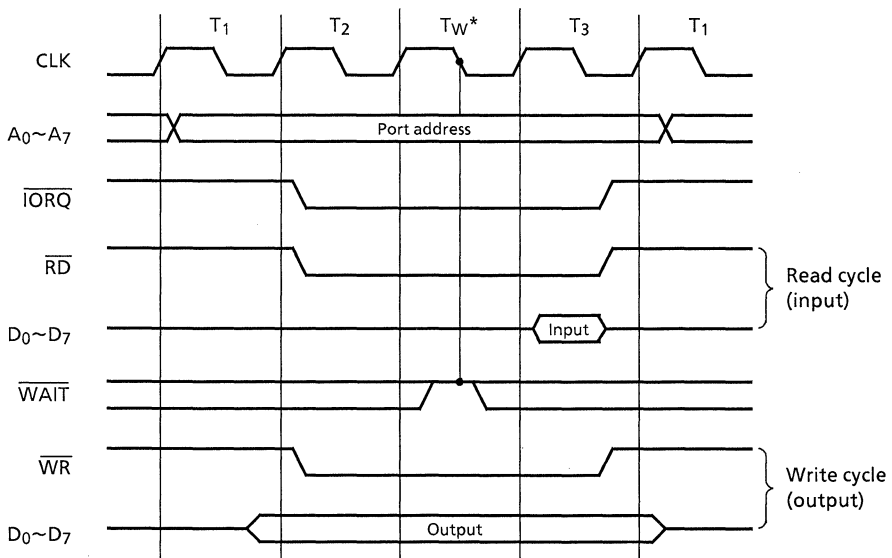 T1 T2 TW* T3 T1
CLK
A0~A7 Port address
IORQ
RD
Read cycle
(input)
D0~D7 Input
WAIT
WR
Write cycle
(output)
D0~D7 Output